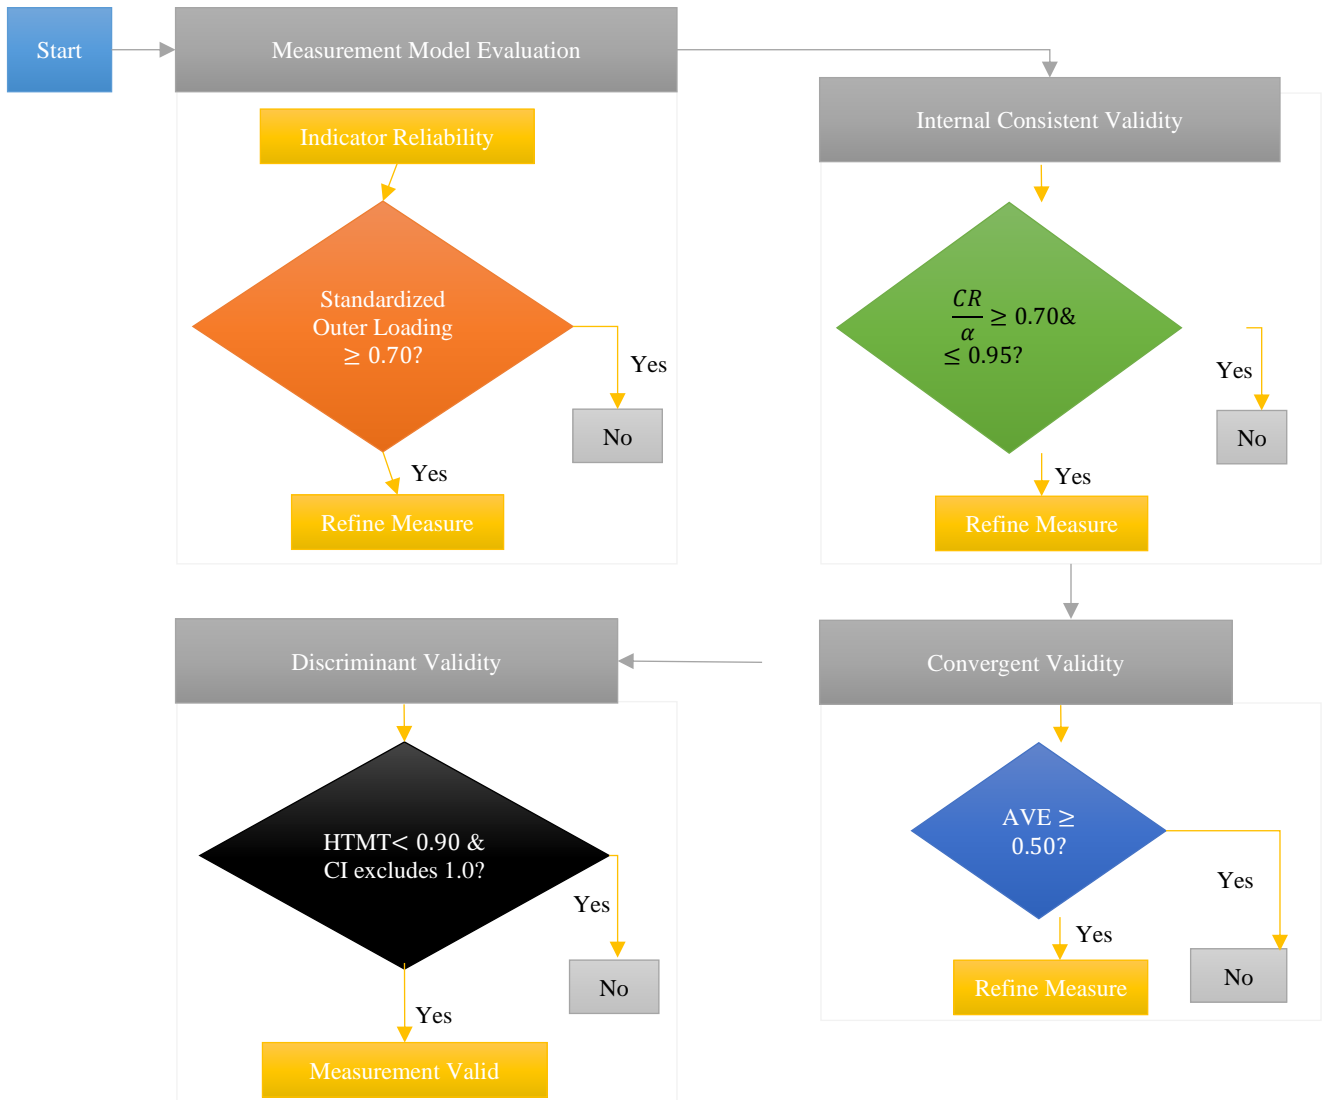 Start
Measurement Model Evaluation
Indicator Reliability
Standardized
Outer Loading
≥ 0.70?
Yes
No
Yes
Refine Measure
Internal Consistent Validity
CR/α ≥ 0.70&
≤ 0.95?
Yes
No
Yes
Refine Measure
Convergent Validity
AVE ≥
0.50?
Yes
No
Yes
Refine Measure
Discriminant Validity
HTMT< 0.90 &
CI excludes 1.0?
Yes
No
Yes
Measurement Valid